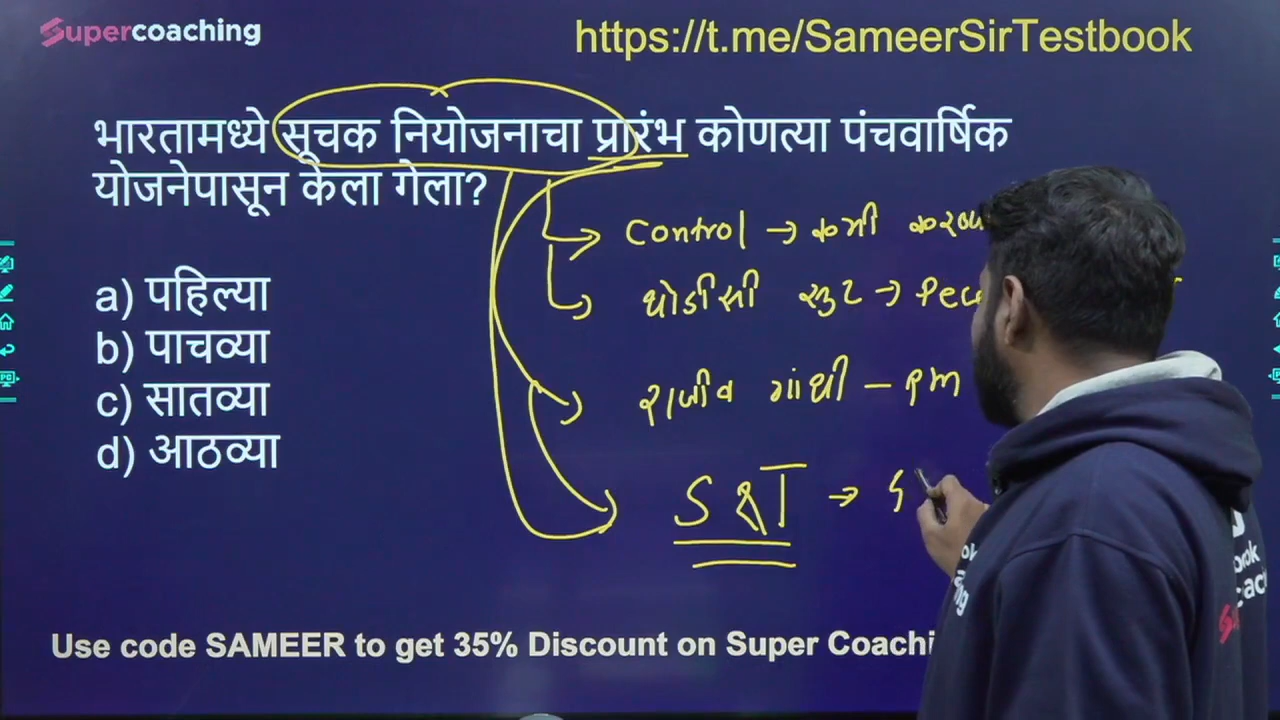 Supercoaching
https://t.me/SameerSirTestbook
भारतामध्ये सूचक नियोजनाचा प्रारंभ कोणत्या पंचवार्षिक
योजनेपासून केला गेला?
Control → कमी
थोडीसी सूट →
a) पहिल्या
b) पाचव्या
राजीव गांधी – PM
c) सातव्या
d) आठव्या
S & T →
Use code SAMEER to get 35% Discount on Super